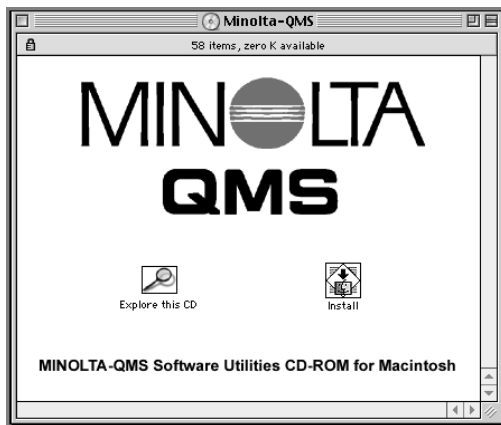 Minolta-QMS
58 items, zero K available
MINOLTA
QMS
Explore this CD
Install
MINOLTA-QMS Software Utilities CD-ROM for Macintosh